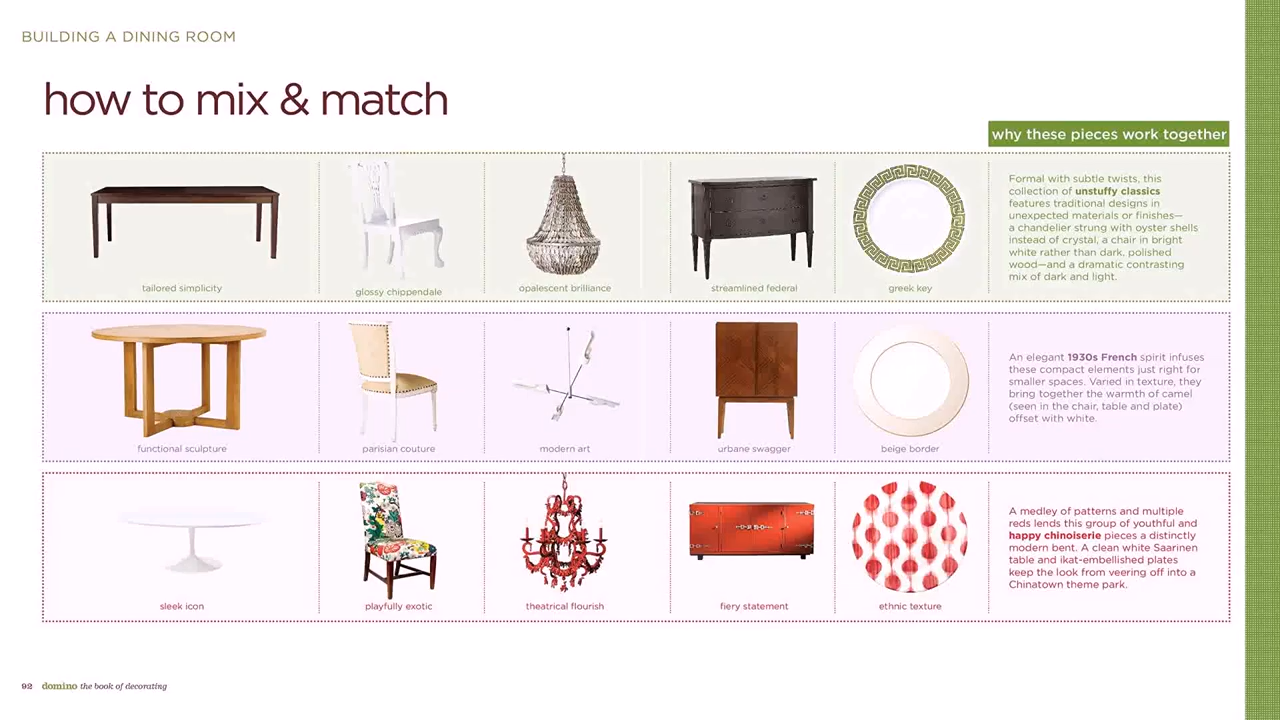 BUILDING A DINING ROOM
how to mix & match
why these pieces work together
tailored simplicity
glossy chippendale
opalescent brilliance
streamlined federal
greek key
Formal with subtle twists, this
collection of unstuffy classics
features traditional designs in
unexpected materials or finishes—
a chandelier strung with oyster shells
instead of crystal, a chair in bright
white rather than dark, polished
wood—and a dramatic contrasting
mix of dark and light.
functional sculpture
parisian couture
modern art
urbane swagger
beige border
An elegant 1930s French spirit infuses
these compact elements just right for
smaller spaces. Varied in texture, they
bring together the warmth of camel
(seen in the chair, table and plate)
offset with white.
sleek icon
playfully exotic
theatrical flourish
fiery statement
ethnic texture
A medley of patterns and multiple
reds lends this group of youthful and
happy chinoiserie pieces a distinctly
modern bent. A clean white Saarinen
table and ikat-embellished plates
keep the look from veering off into a
Chinatown theme park.
92 domino the book of decorating